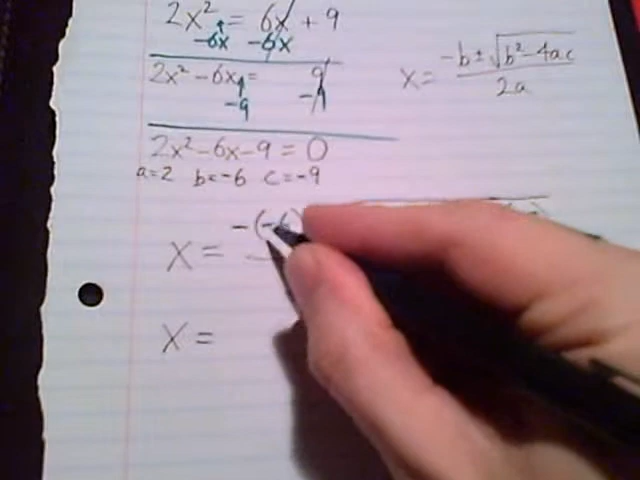 2x² = 6x + 9
-6x -6x
2x² - 6x = 9
-9 -9
2x² - 6x - 9 = 0
a=2 b=-6 c=-9
x = -b ± √b² - 4ac
2a
x = -(-6)
x =